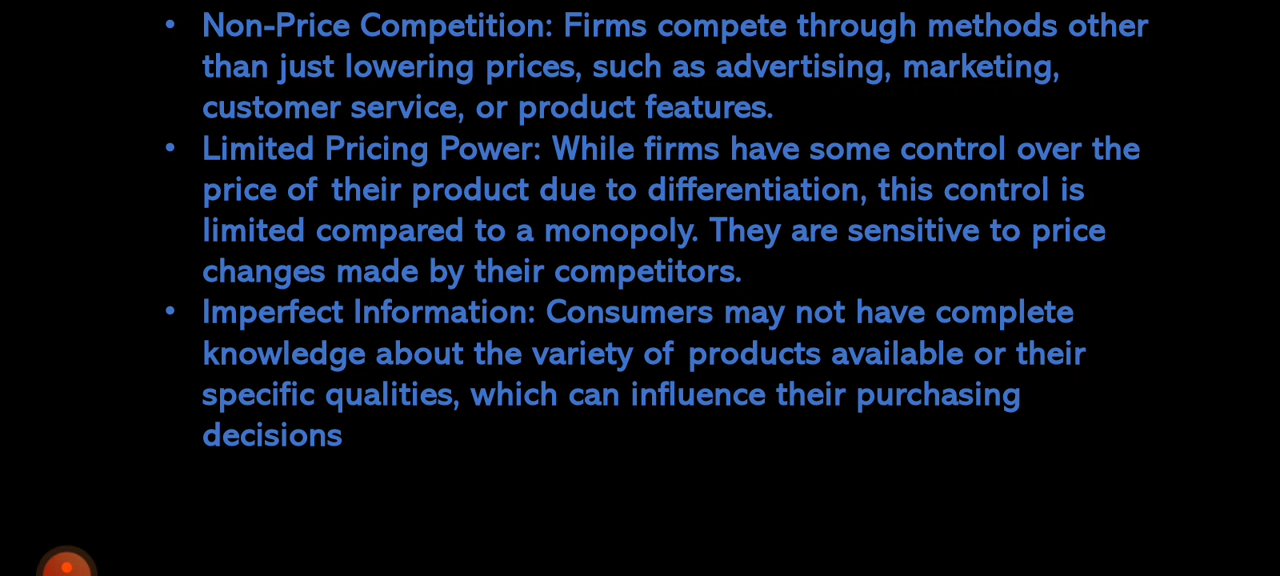 • Non-Price Competition: Firms compete through methods other
than just lowering prices, such as advertising, marketing,
customer service, or product features.
• Limited Pricing Power: While firms have some control over the
price of their product due to differentiation, this control is
limited compared to a monopoly. They are sensitive to price
changes made by their competitors.
• Imperfect Information: Consumers may not have complete
knowledge about the variety of products available or their
specific qualities, which can influence their purchasing
decisions